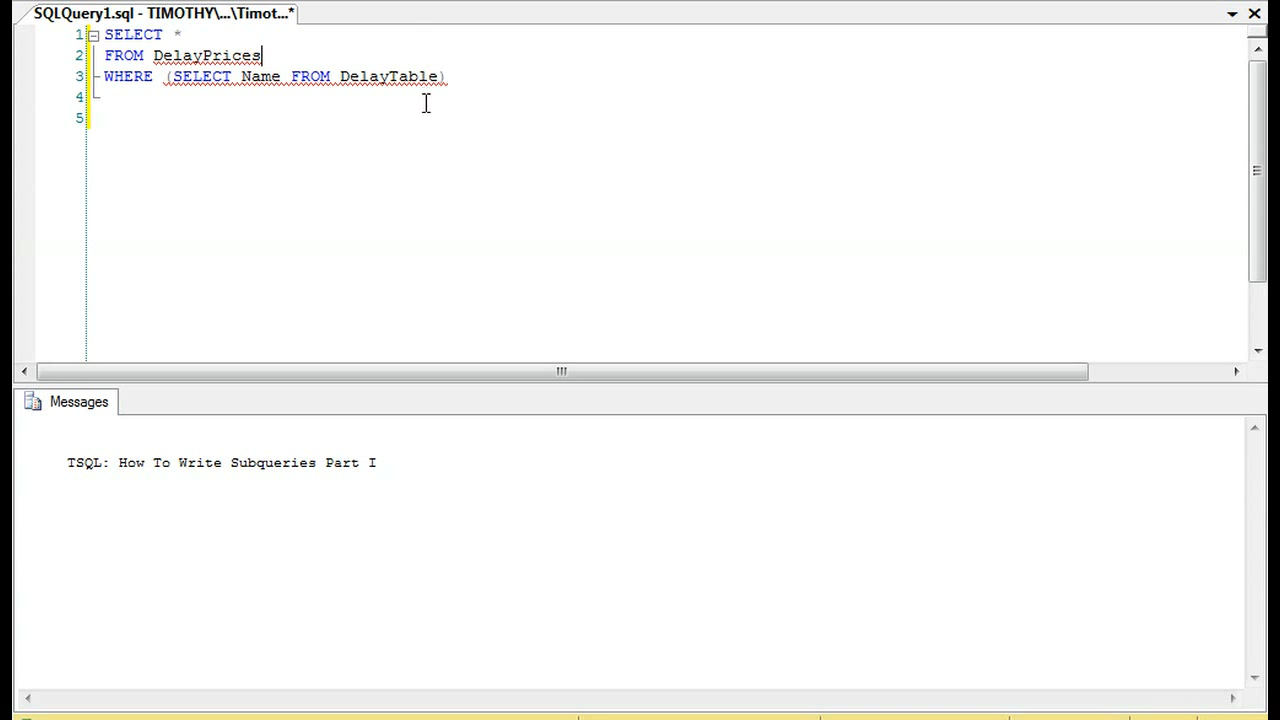 SQLQuery1.sql - TIMOTHY\...\Timot...*
1 SELECT *
2 FROM DelayPrices
3 WHERE (SELECT Name FROM DelayTable)
4
5
Messages
TSQL: How To Write Subqueries Part I